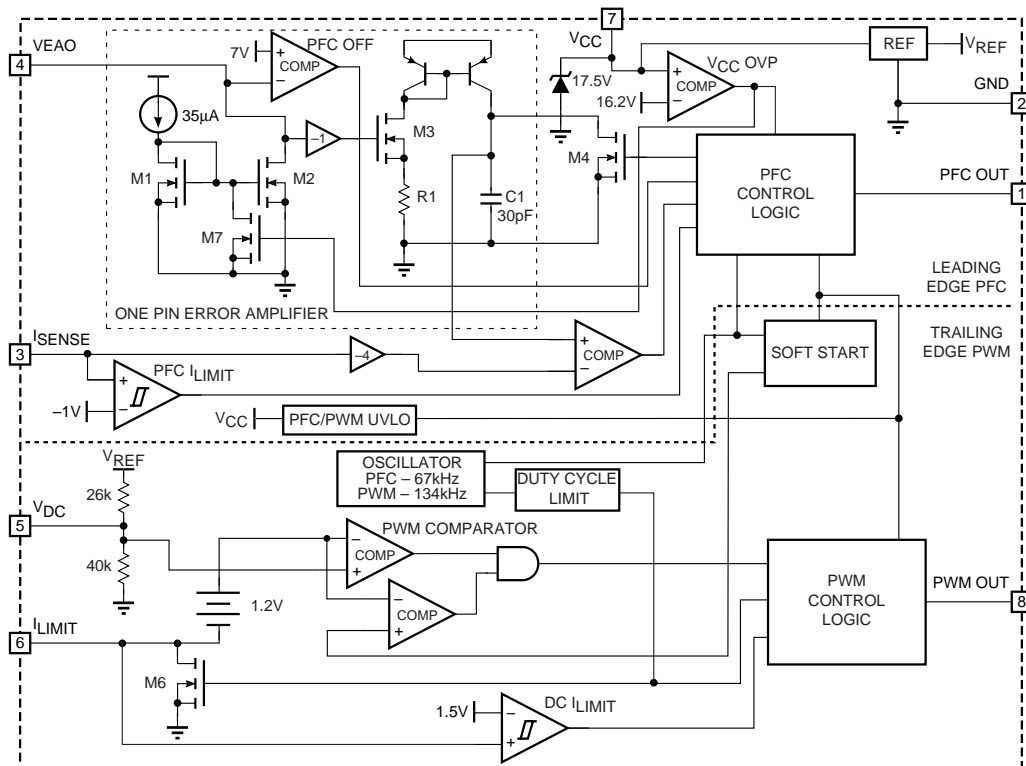 7
VCC
VEAO
4
7V
+
COMP
−
PFC OFF
35µA
–1
M1
M2
M3
M7
R1
C1
30pF
ONE PIN ERROR AMPLIFIER
17.5V
16.2V
+
COMP
−
VCC OVP
M4
REF
VREF
GND
2
PFC
CONTROL
LOGIC
PFC OUT
1
LEADING
EDGE PFC
TRAILING
EDGE PWM
ISENSE
3
–4
+
COMP
−
SOFT START
PFC ILIMIT
+
−
–1V
VCC
PFC/PWM UVLO
OSCILLATOR
PFC – 67kHz
PWM – 134kHz
DUTY CYCLE
LIMIT
VREF
26k
VDC
5
40k
PWM COMPARATOR
−
COMP
+
−
COMP
+
1.2V
PWM
CONTROL
LOGIC
PWM OUT
8
ILIMIT
6
M6
1.5V
−
+
DC ILIMIT